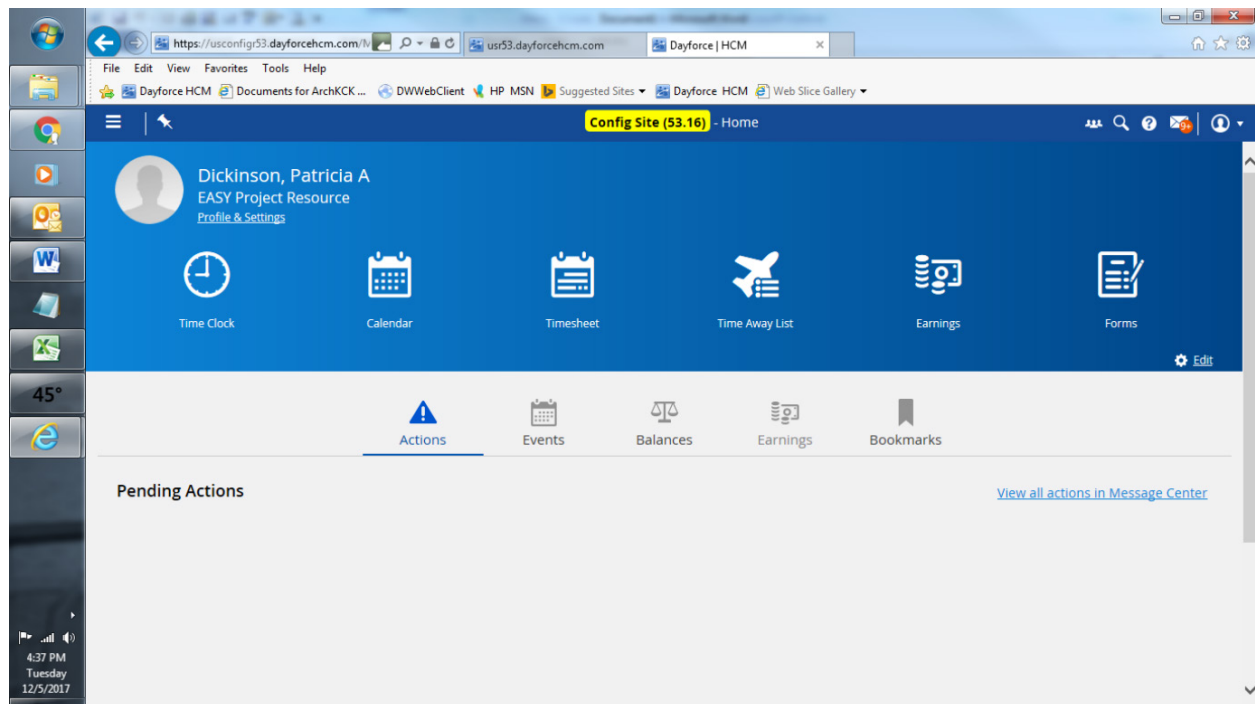 https://usconfigr53.dayforcehcm.com/
usr53.dayforcehcm.com
Dayforce | HCM
File Edit View Favorites Tools Help
Dayforce HCM Documents for ArchKCK ... DWWebClient HP MSN Suggested Sites Dayforce HCM Web Slice Gallery
Config Site (53.16) - Home
9+
Dickinson, Patricia A
EASY Project Resource
Profile & Settings
Time Clock Calendar Timesheet Time Away List Earnings Forms
Edit
Actions Events Balances Earnings Bookmarks
Pending Actions
View all actions in Message Center
45°
4:37 PM
Tuesday
12/5/2017